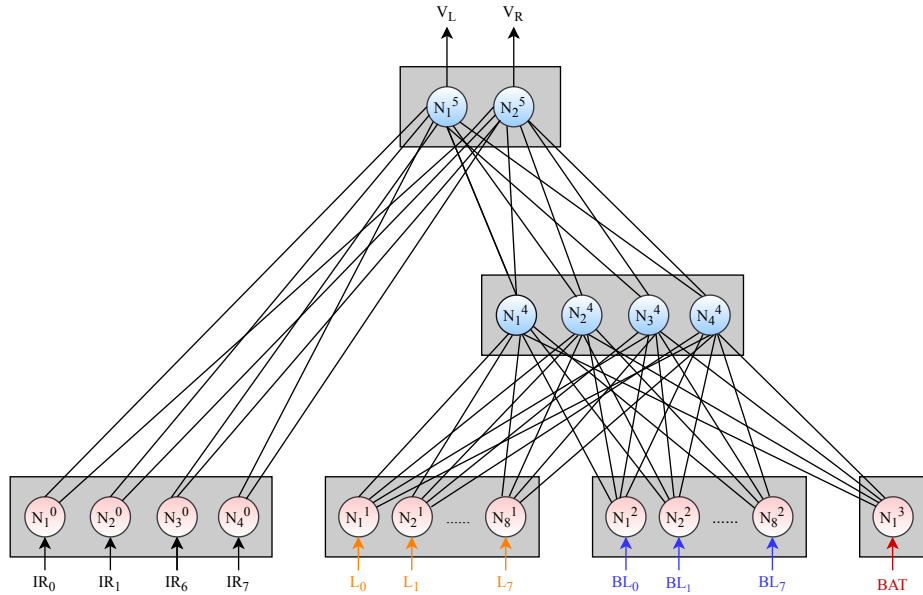 V_L V_R
N_1^5 N_2^5
N_1^4 N_2^4 N_3^4 N_4^4
N_1^0 N_2^0 N_3^0 N_4^0 N_1^1 N_2^1 ...... N_8^1 N_1^2 N_2^2 ...... N_8^2 N_1^3
IR_0 IR_1 IR_6 IR_7 L_0 L_1 L_7 BL_0 BL_1 BL_7 BAT